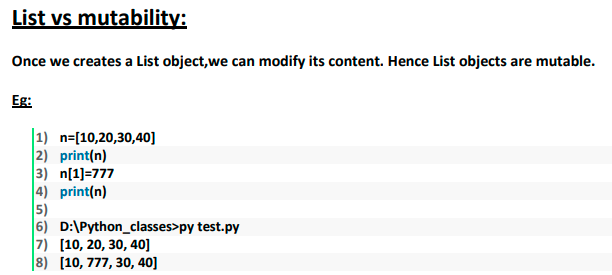 List vs mutability:
Once we creates a List object,we can modify its content. Hence List objects are mutable.
Eg:
1) n=[10,20,30,40]
2) print(n)
3) n[1]=777
4) print(n)
5)
6) D:\Python_classes>py test.py
7) [10, 20, 30, 40]
8) [10, 777, 30, 40]